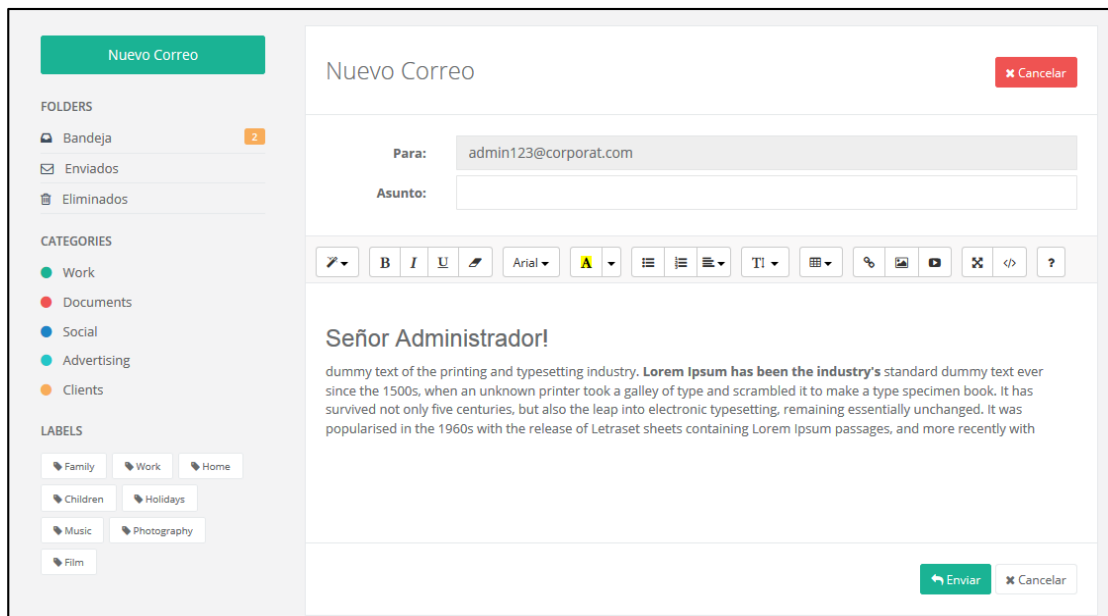 Nuevo Correo
FOLDERS
Bandeja 2
Enviados
Eliminados
CATEGORIES
Work
Documents
Social
Advertising
Clients
LABELS
Family Work Home
Children Holidays
Music Photography
Film
Nuevo Correo
Cancelar
Para: admin123@corporat.com
Asunto:
B I U Arial A TI ?
Señor Administrador!
dummy text of the printing and typesetting industry. Lorem Ipsum has been the industry's standard dummy text ever
since the 1500s, when an unknown printer took a galley of type and scrambled it to make a type specimen book. It has
survived not only five centuries, but also the leap into electronic typesetting, remaining essentially unchanged. It was
popularised in the 1960s with the release of Letraset sheets containing Lorem Ipsum passages, and more recently with
Enviar Cancelar